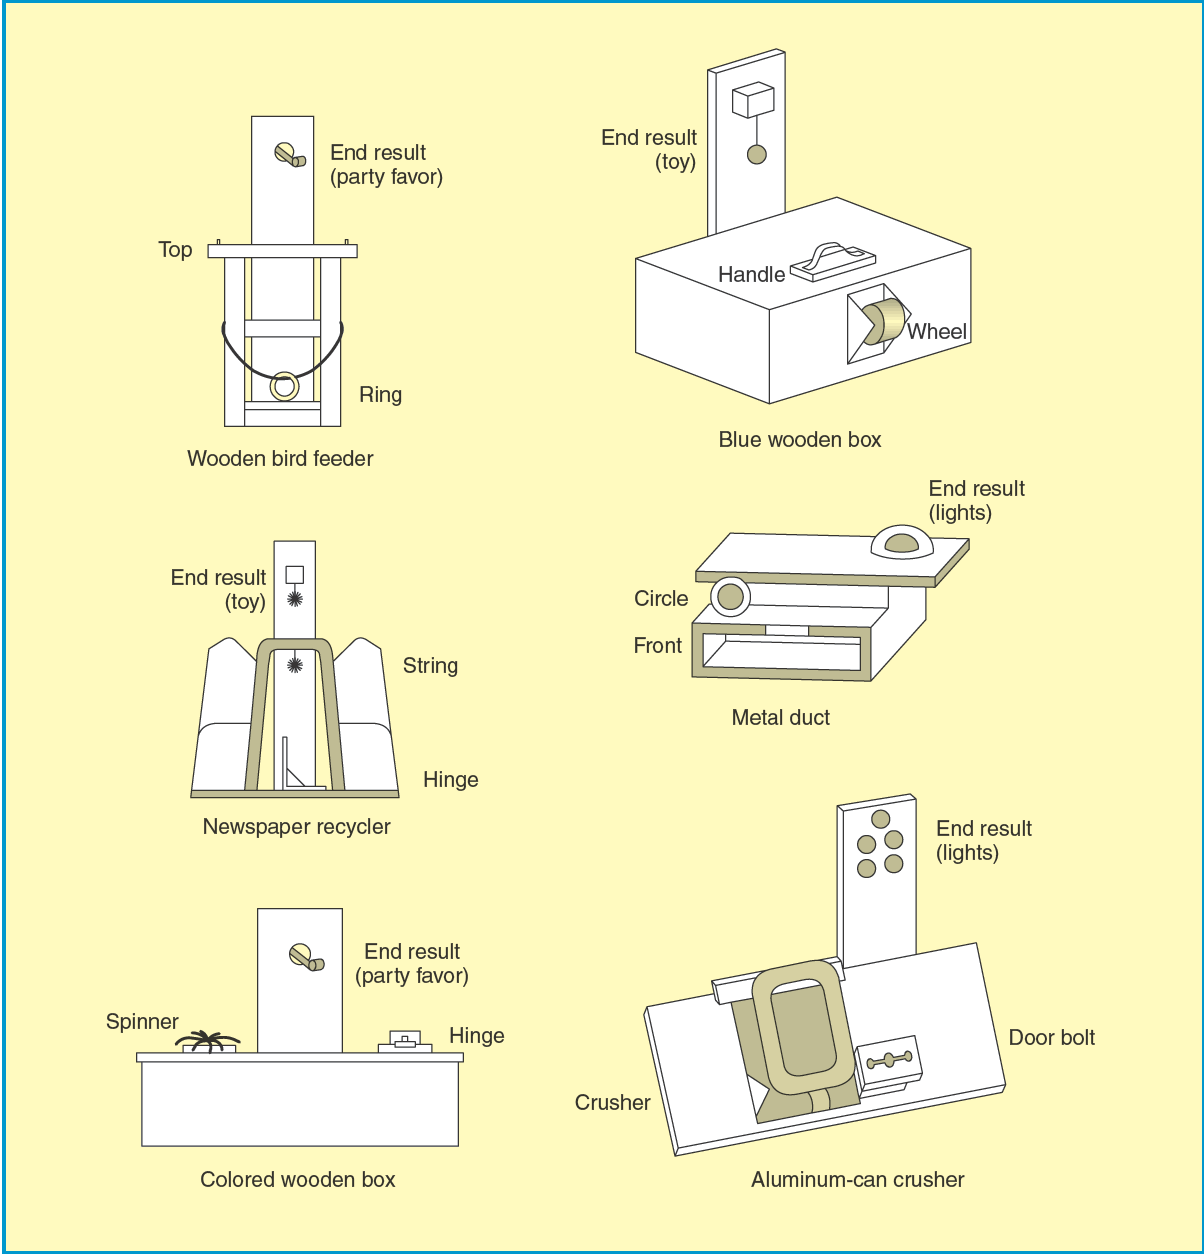 End result
(party favor)
Top
Ring
Wooden bird feeder
End result
(toy)
Handle
Wheel
Blue wooden box
End result
(toy)
String
Hinge
Newspaper recycler
End result
(lights)
Circle
Front
Metal duct
End result
(party favor)
Spinner
Hinge
Colored wooden box
End result
(lights)
Door bolt
Crusher
Aluminum-can crusher